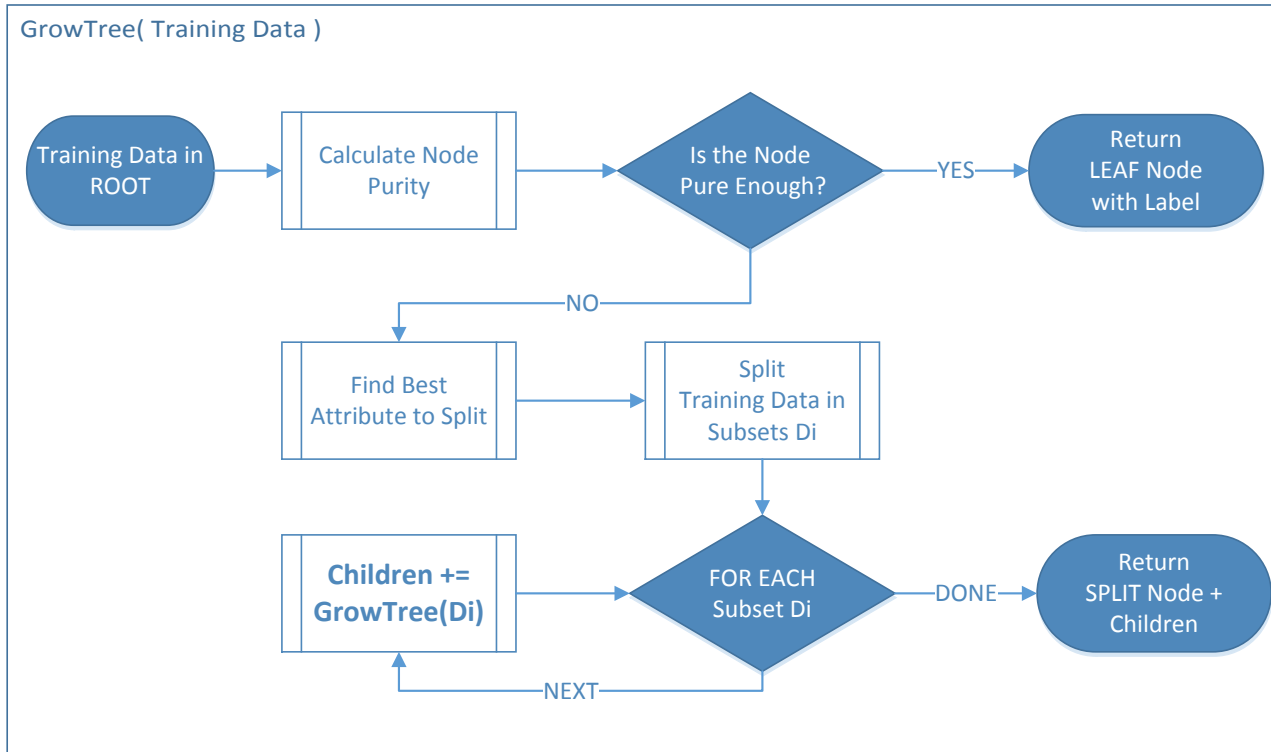 GrowTree( Training Data )
Training Data in
ROOT
Calculate Node
Purity
Is the Node
Pure Enough?
YES
Return
LEAF Node
with Label
NO
Find Best
Attribute to Split
Split
Training Data in
Subsets Di
Children +=
GrowTree(Di)
FOR EACH
Subset Di
DONE
Return
SPLIT Node +
Children
NEXT